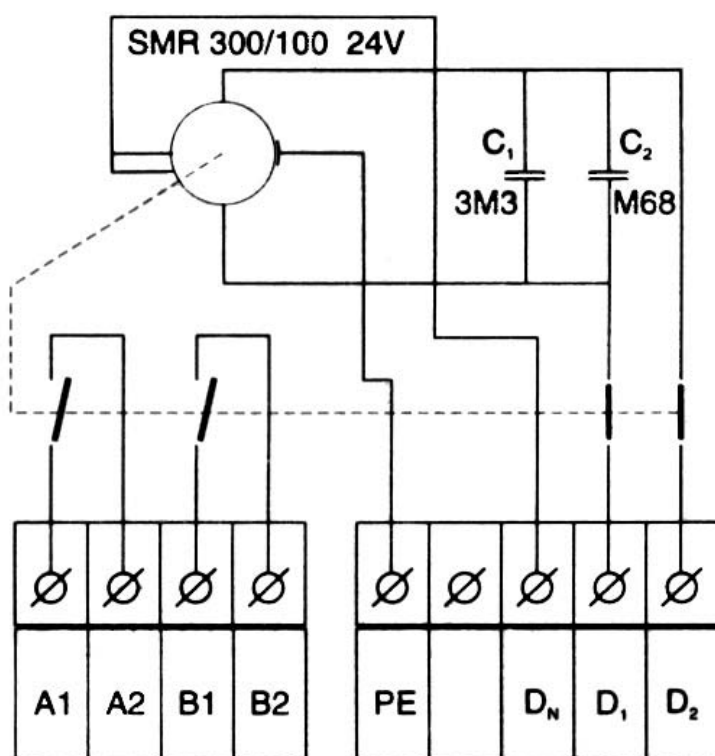 SMR 300/100 24V
C₁
C₂
3M3
M68
A1 A2 B1 B2 PE D_N D₁ D₂